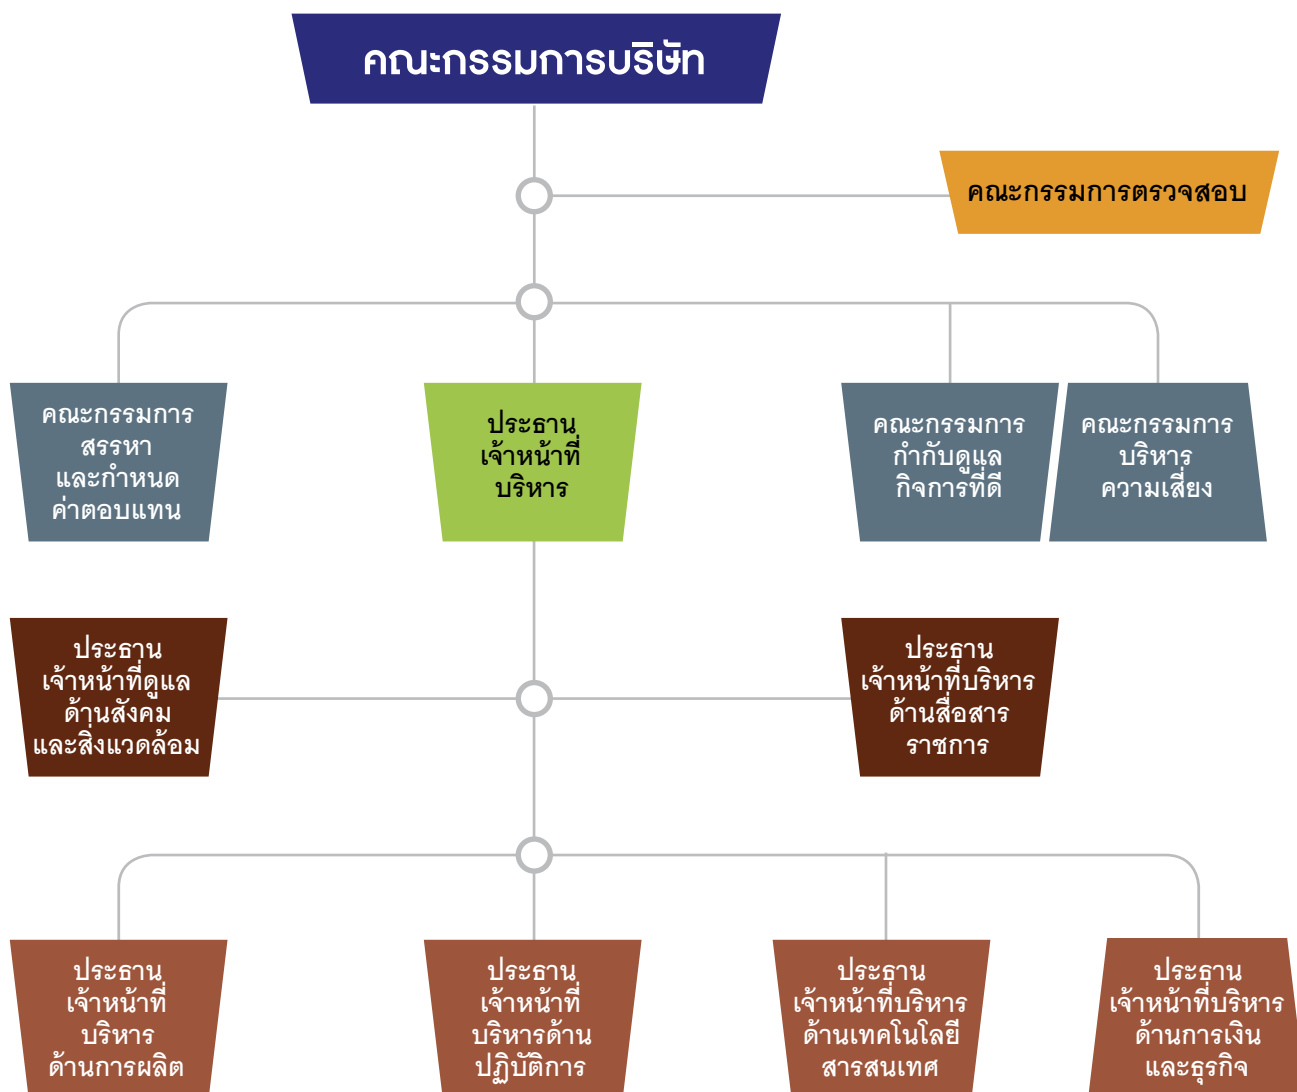 คณะกรรมการบริษัท
คณะกรรมการตรวจสอบ
คณะกรรมการ
สรรหา
และกำหนด
ค่าตอบแทน
ประธาน
เจ้าหน้าที่
บริหาร
คณะกรรมการ
กำกับดูแล
กิจการที่ดี
คณะกรรมการ
บริหาร
ความเสี่ยง
ประธาน
เจ้าหน้าที่ดูแล
ด้านสังคม
และสิ่งแวดล้อม
ประธาน
เจ้าหน้าที่บริหาร
ด้านสื่อสาร
ราชการ
ประธาน
เจ้าหน้าที่
บริหาร
ด้านการผลิต
ประธาน
เจ้าหน้าที่
บริหารด้าน
ปฏิบัติการ
ประธาน
เจ้าหน้าที่บริหาร
ด้านเทคโนโลยี
สารสนเทศ
ประธาน
เจ้าหน้าที่บริหาร
ด้านการเงิน
และธุรกิจ